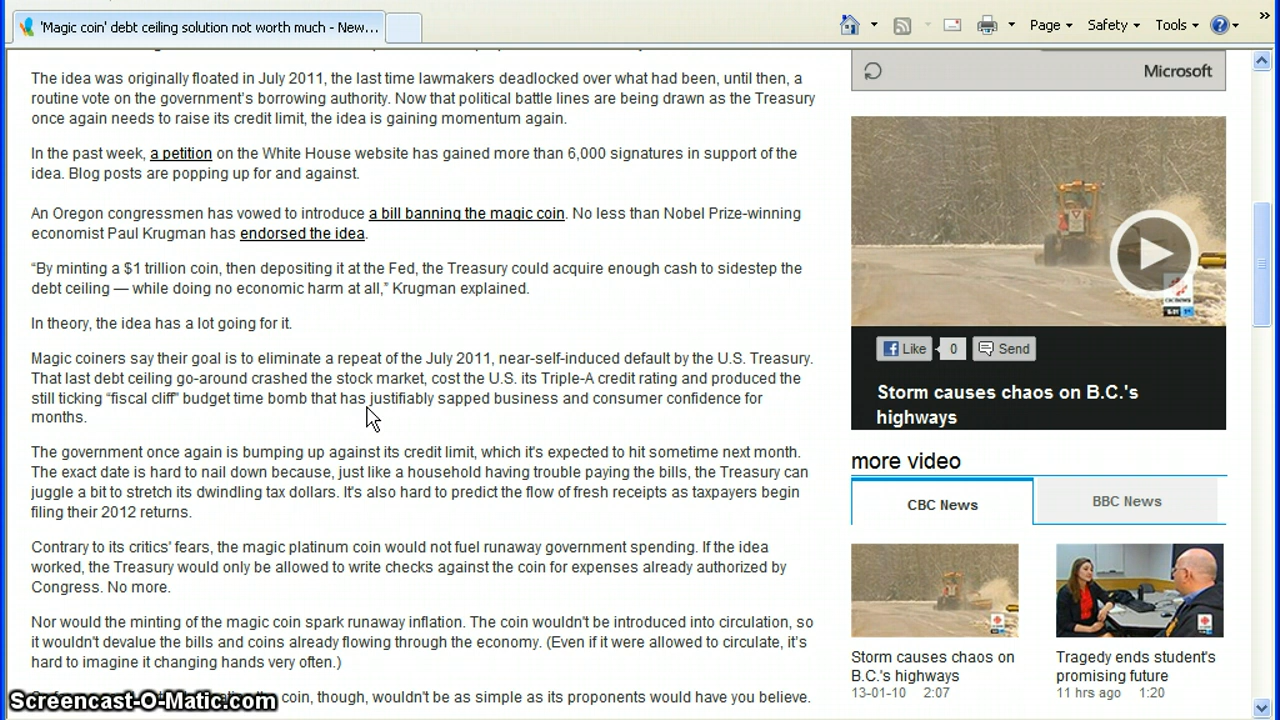 'Magic coin' debt ceiling solution not worth much - New...
Page
Safety
Tools
The idea was originally floated in July 2011, the last time lawmakers deadlocked over what had been, until then, a
routine vote on the government's borrowing authority. Now that political battle lines are being drawn as the Treasury
once again needs to raise its credit limit, the idea is gaining momentum again.
In the past week, a petition on the White House website has gained more than 6,000 signatures in support of the
idea. Blog posts are popping up for and against.
An Oregon congressmen has vowed to introduce a bill banning the magic coin. No less than Nobel Prize-winning
economist Paul Krugman has endorsed the idea.
“By minting a $1 trillion coin, then depositing it at the Fed, the Treasury could acquire enough cash to sidestep the
debt ceiling — while doing no economic harm at all,” Krugman explained.
In theory, the idea has a lot going for it.
Magic coiners say their goal is to eliminate a repeat of the July 2011, near-self-induced default by the U.S. Treasury.
That last debt ceiling go-around crashed the stock market, cost the U.S. its Triple-A credit rating and produced the
still ticking “fiscal cliff” budget time bomb that has justifiably sapped business and consumer confidence for
months.
The government once again is bumping up against its credit limit, which it's expected to hit sometime next month.
The exact date is hard to nail down because, just like a household having trouble paying the bills, the Treasury can
juggle a bit to stretch its dwindling tax dollars. It's also hard to predict the flow of fresh receipts as taxpayers begin
filing their 2012 returns.
Contrary to its critics' fears, the magic platinum coin would not fuel runaway government spending. If the idea
worked, the Treasury would only be allowed to write checks against the coin for expenses already authorized by
Congress. No more.
Nor would the minting of the magic coin spark runaway inflation. The coin wouldn't be introduced into circulation, so
it wouldn't devalue the bills and coins already flowing through the economy. (Even if it were allowed to circulate, it's
hard to imagine it changing hands very often.)
coin, though, wouldn't be as simple as its proponents would have you believe.
Screencast-O-Matic.com
Microsoft
Like
0
Send
Storm causes chaos on B.C.'s
highways
more video
CBC News
BBC News
Storm causes chaos on
B.C.'s highways
13-01-10 2:07
Tragedy ends student's
promising future
11 hrs ago 1:20